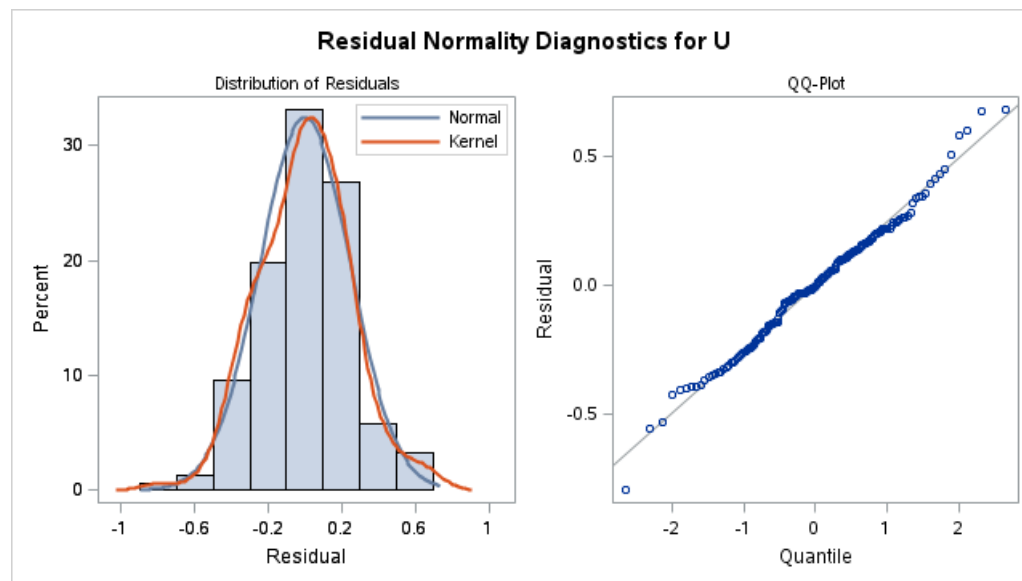 Residual Normality Diagnostics for U
Distribution of Residuals
Normal
Kernel
30
20
10
0
Percent
-1 -0.6 -0.2 0.2 0.6 1
Residual
QQ-Plot
0.5
0.0
-0.5
Residual
-2 -1 0 1 2
Quantile